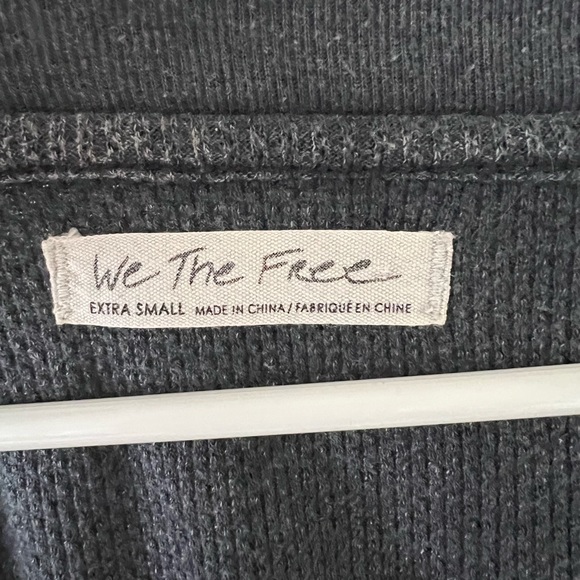 We The Free
EXTRA SMALL MADE IN CHINA / FABRIQUÉ EN CHINE